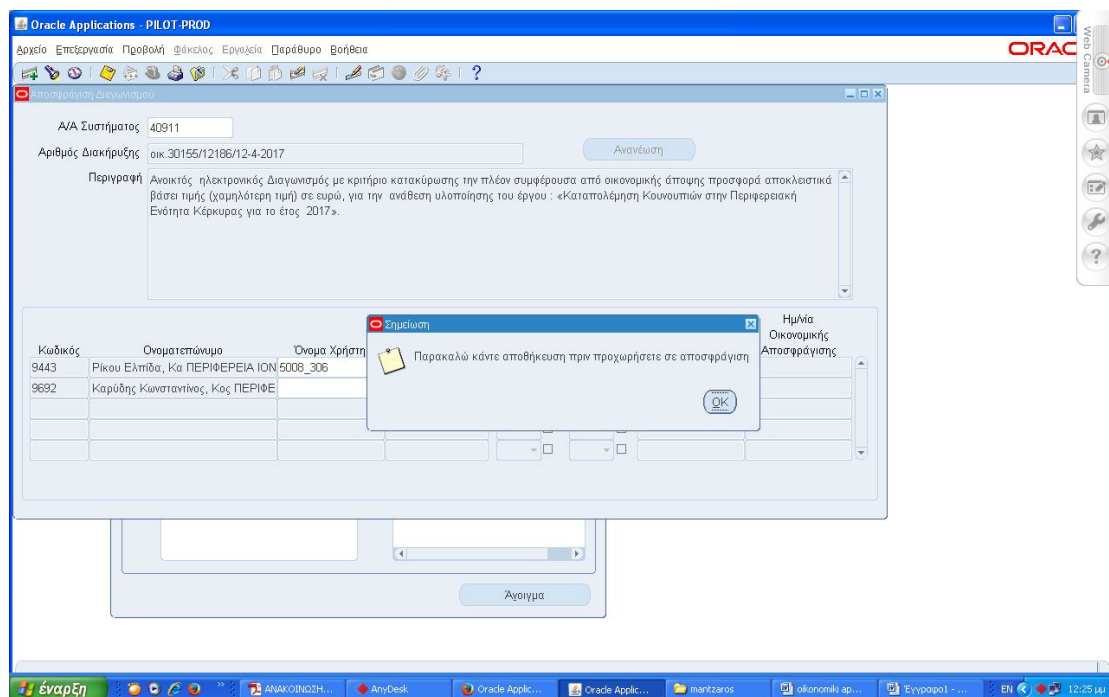 Oracle Applications - PILOT-PROD
Αρχείο Επεξεργασία Προβολή Φάκελος Εργαλεία Παράθυρο Βοήθεια
ORAC
Web Camera
Αποσφράγιση Διαγωνισμού
Α/Α Συστήματος 40911
Αριθμός Διακήρυξης οικ.30155/12186/12-4-2017
Ανανέωση
Περιγραφή Ανοικτός ηλεκτρονικός Διαγωνισμός με κριτήριο κατακύρωσης την πλέον συμφέρουσα από οικονομικής άποψης προσφορά αποκλειστικά
βάσει τιμής (χαμηλότερη τιμή) σε ευρώ, για την ανάθεση υλοποίησης του έργου : «Καταπολέμηση Κουνουπιών στην Περιφερειακή
Ενότητα Κέρκυρας για το έτος 2017».
Σημείωση
Παρακαλώ κάντε αποθήκευση πριν προχωρήσετε σε αποσφράγιση
OK
Ημ/νία
Οικονομικής
Αποσφράγισης
Κωδικός Ονοματεπώνυμο Όνομα Χρήστη
9443 Ρίκου Ελπίδα, Κα ΠΕΡΙΦΕΡΕΙΑ ΙΟΝ 5008_306
9692 Καρύδης Κωνσταντίνος, Κος ΠΕΡΙΦΕ
Άνοιγμα
έναρξη ΑΝΑΚΟΙΝΩΣΗ... AnyDesk Oracle Applic... Oracle Applic... mantzaros oikonomiki ap... Έγγραφο1 - ... EN 12:25 μμ